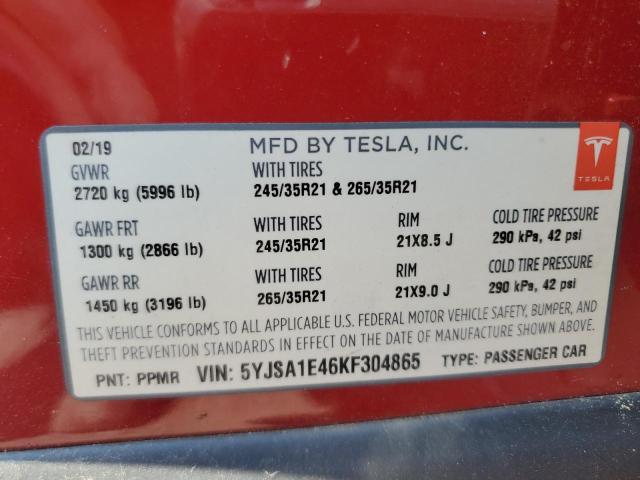 02/19 MFD BY TESLA, INC.
GVWR WITH TIRES
2720 kg (5996 lb) 245/35R21 & 265/35R21
TESLA
GAWR FRT WITH TIRES RIM COLD TIRE PRESSURE
1300 kg (2866 lb) 245/35R21 21X8.5 J 290 kPa, 42 psi
GAWR RR WITH TIRES RIM COLD TIRE PRESSURE
1450 kg (3196 lb) 265/35R21 21X9.0 J 290 kPa, 42 psi
THIS VEHICLE CONFORMS TO ALL APPLICABLE U.S. FEDERAL MOTOR VEHICLE SAFETY, BUMPER, AND
THEFT PREVENTION STANDARDS IN EFFECT ON THE DATE OF MANUFACTURE SHOWN ABOVE.
PNT: PPMR VIN: 5YJSA1E46KF304865 TYPE: PASSENGER CAR